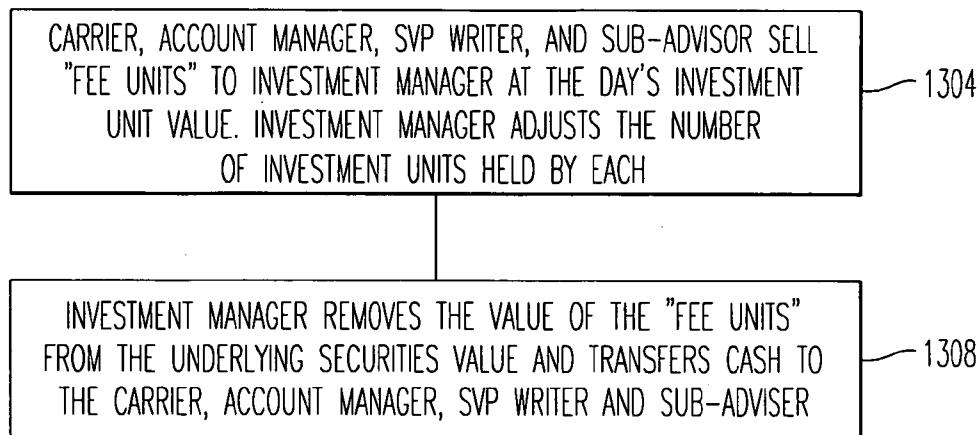 CARRIER, ACCOUNT MANAGER, SVP WRITER, AND SUB-ADVISOR SELL
"FEE UNITS" TO INVESTMENT MANAGER AT THE DAY'S INVESTMENT
UNIT VALUE. INVESTMENT MANAGER ADJUSTS THE NUMBER
OF INVESTMENT UNITS HELD BY EACH
1304
INVESTMENT MANAGER REMOVES THE VALUE OF THE "FEE UNITS"
FROM THE UNDERLYING SECURITIES VALUE AND TRANSFERS CASH TO
THE CARRIER, ACCOUNT MANAGER, SVP WRITER AND SUB-ADVISER
1308